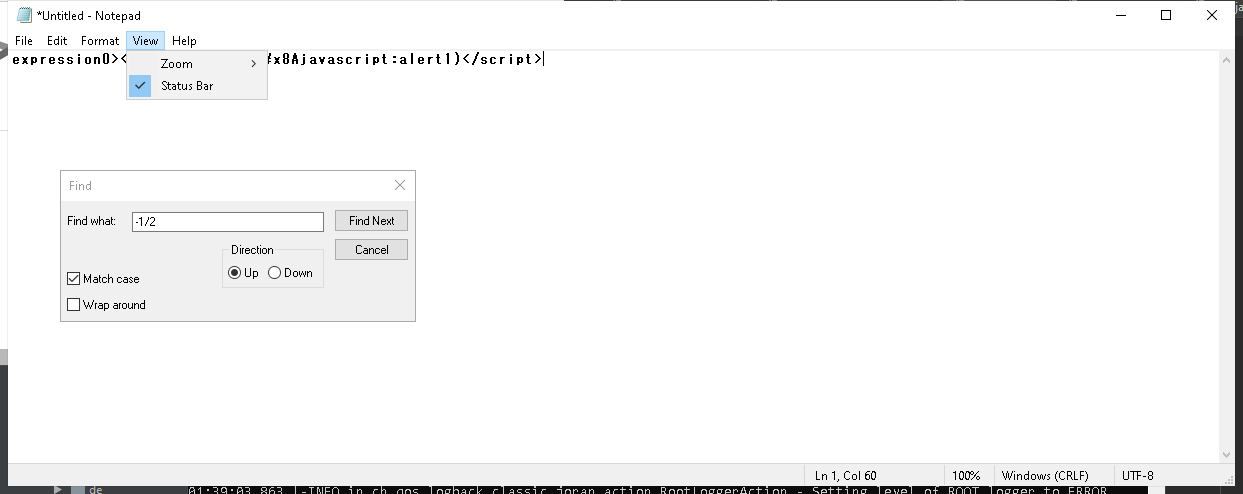 *Untitled - Notepad
File Edit Format View Help
expression0><
x8Ajavascript:alert1)</script>
Zoom
Status Bar
Find
Find what: -1/2 Find Next
Direction Cancel
Up Down
Match case
Wrap around
Ln 1, Col 60 100% Windows (CRLF) UTF-8
de 01:39:03,863 |-INFO in ch.qos.logback.classic.joran.action.RootLoggerAction - Setting level of ROOT logger to ERROR